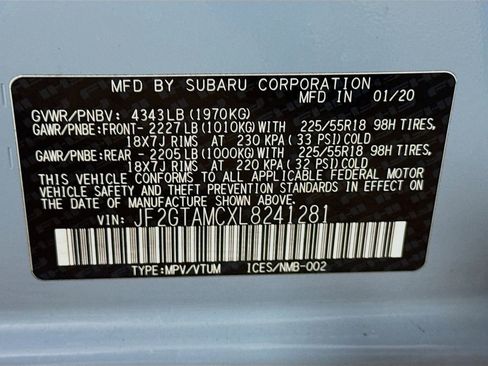 MFD BY SUBARU CORPORATION
MFD IN 01/20
GVWR/PNBV: 4343LB (1970KG)
GAWR/PNBE:FRONT- 2227 LB (1010KG) WITH 225/55R18 98H TIRES,
18X7J RIMS AT 230 KPA (33 PSI) COLD
GAWR/PNBE:REAR - 2205 LB (1000KG) WITH 225/55R18 98H TIRES,
18X7J RIMS AT 220 KPA (32 PSI) COLD
THIS VEHICLE CONFORMS TO ALL APPLICABLE FEDERAL MOTOR
VEHICLE SAFETY AND THEFT PREVENTION STANDARDS IN EFFECT
ON THE DATE OF MANUFACTURE SHOWN ABOVE.
VIN: JF2GTAMCXL8241281
TYPE:MPV/VTUM ICES/NMB-002